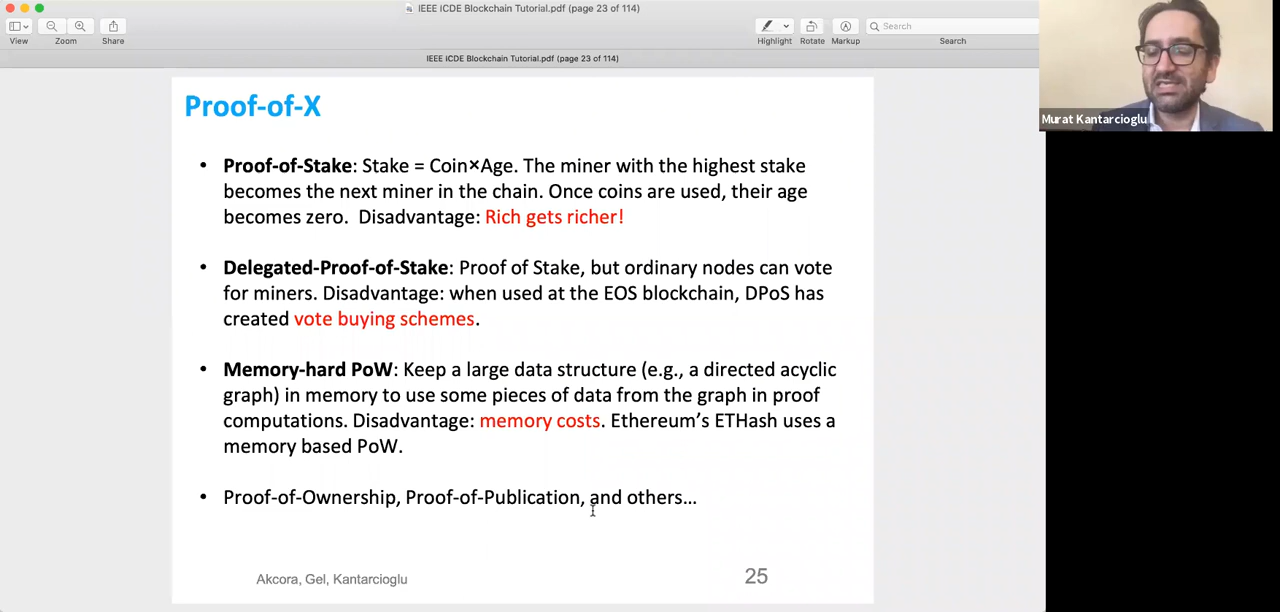 IEEE ICDE Blockchain Tutorial.pdf (page 23 of 114)
View
Zoom
Share
Highlight
Rotate
Markup
Search
Search
IEEE ICDE Blockchain Tutorial.pdf (page 23 of 114)
Murat Kantarcioglu
Proof-of-X
• Proof-of-Stake: Stake = Coin×Age. The miner with the highest stake
becomes the next miner in the chain. Once coins are used, their age
becomes zero. Disadvantage: Rich gets richer!
• Delegated-Proof-of-Stake: Proof of Stake, but ordinary nodes can vote
for miners. Disadvantage: when used at the EOS blockchain, DPoS has
created vote buying schemes.
• Memory-hard PoW: Keep a large data structure (e.g., a directed acyclic
graph) in memory to use some pieces of data from the graph in proof
computations. Disadvantage: memory costs. Ethereum’s ETHash uses a
memory based PoW.
• Proof-of-Ownership, Proof-of-Publication, and others…
Akcora, Gel, Kantarcioglu
25